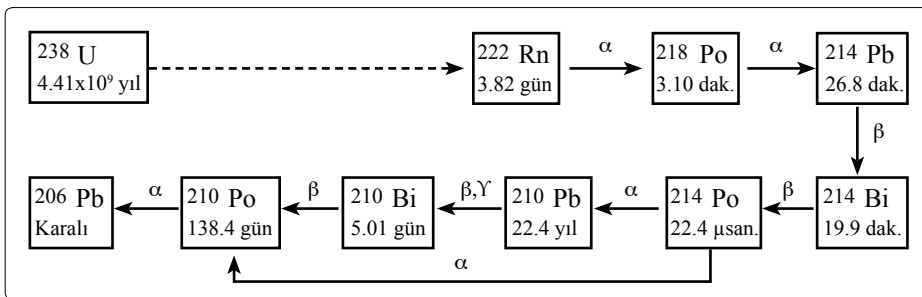 238 U
4.41x10⁹ yıl
222 Rn
3.82 gün
α
218 Po
3.10 dak.
α
214 Pb
26.8 dak.
β
206 Pb
Karalı
α
210 Po
138.4 gün
β
210 Bi
5.01 gün
β,ϒ
210 Pb
22.4 yıl
α
214 Po
22.4 µsan.
β
214 Bi
19.9 dak.
α